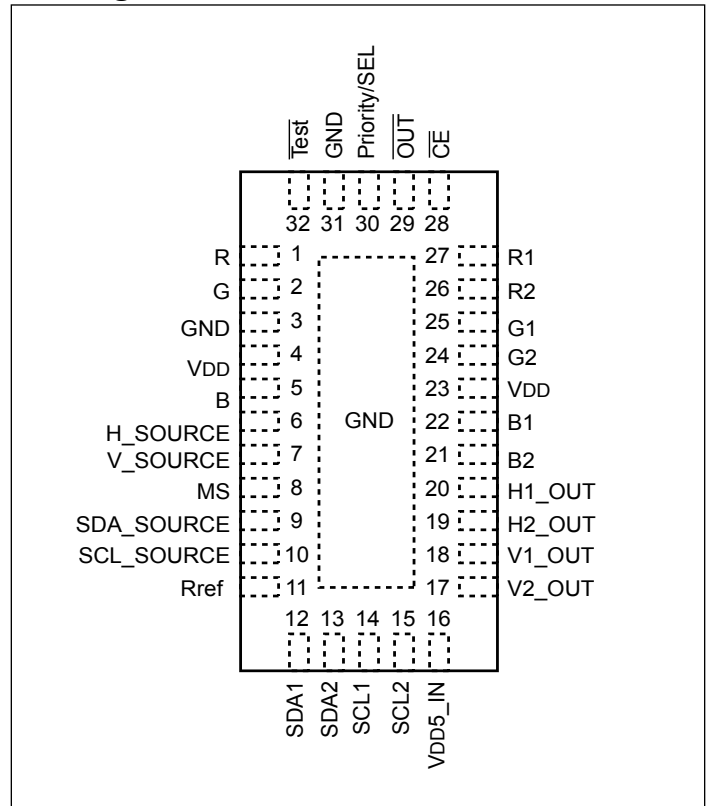 Test
GND
Priority/SEL
OUT
CE
32 31 30 29 28
R 1 27 R1
G 2 26 R2
GND 3 25 G1
VDD 4 24 G2
B 5 23 VDD
H_SOURCE 6 GND 22 B1
V_SOURCE 7 21 B2
MS 8 20 H1_OUT
SDA_SOURCE 9 19 H2_OUT
SCL_SOURCE 10 18 V1_OUT
Rref 11 17 V2_OUT
12 13 14 15 16
SDA1
SDA2
SCL1
SCL2
VDD5_IN